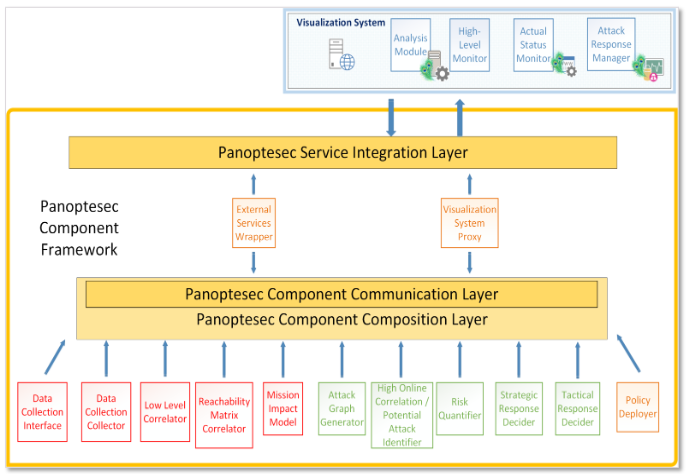 Visualization System
Analysis
Module
High-
Level
Monitor
Actual
Status
Monitor
Attack
Response
Manager
Panoptesec Service Integration Layer
Panoptesec
Component
Framework
External
Services
Wrapper
Visualization
System
Proxy
Panoptesec Component Communication Layer
Panoptesec Component Composition Layer
Data
Collection
Interface
Data
Collection
Collector
Low Level
Correlator
Reachability
Matrix
Correlator
Mission
Impact
Model
Attack
Graph
Generator
High Online
Correlation /
Potential
Attack
Identifier
Risk
Quantifier
Strategic
Response
Decider
Tactical
Response
Decider
Policy
Deployer